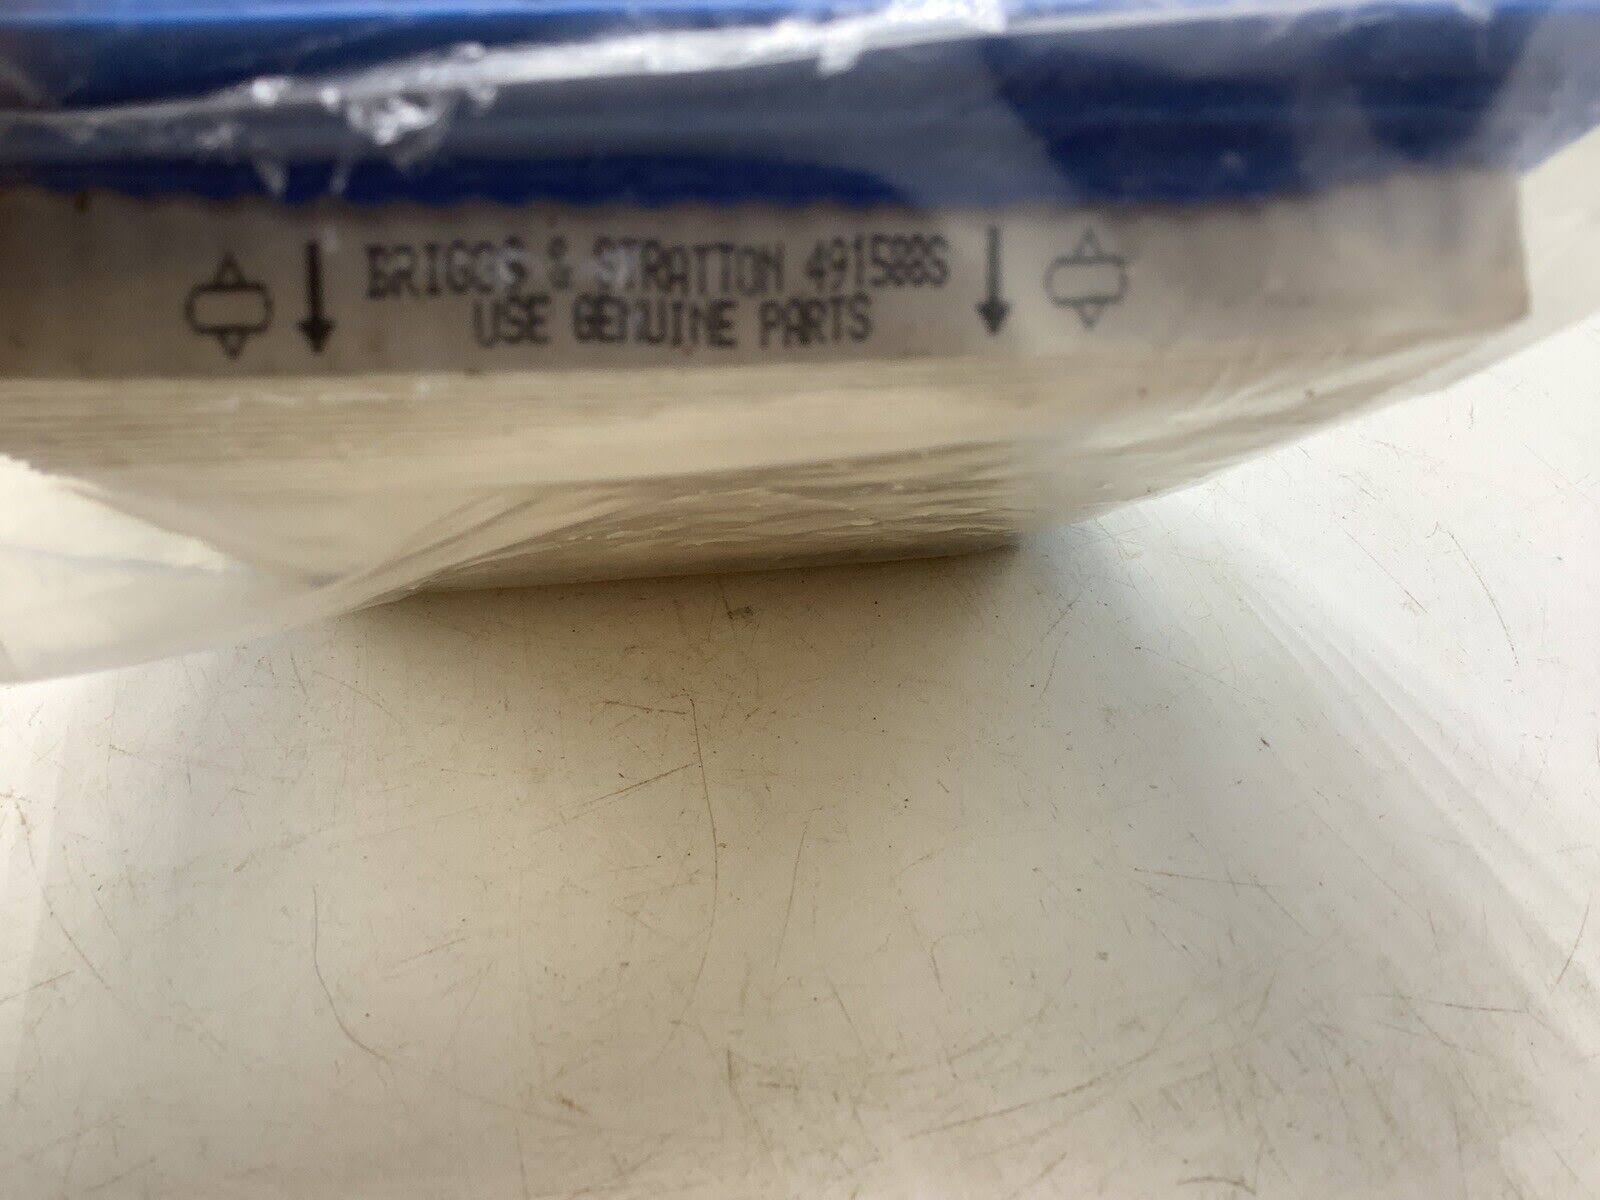 BRIGGS & STRATTON 491588S
USE GENUINE PARTS